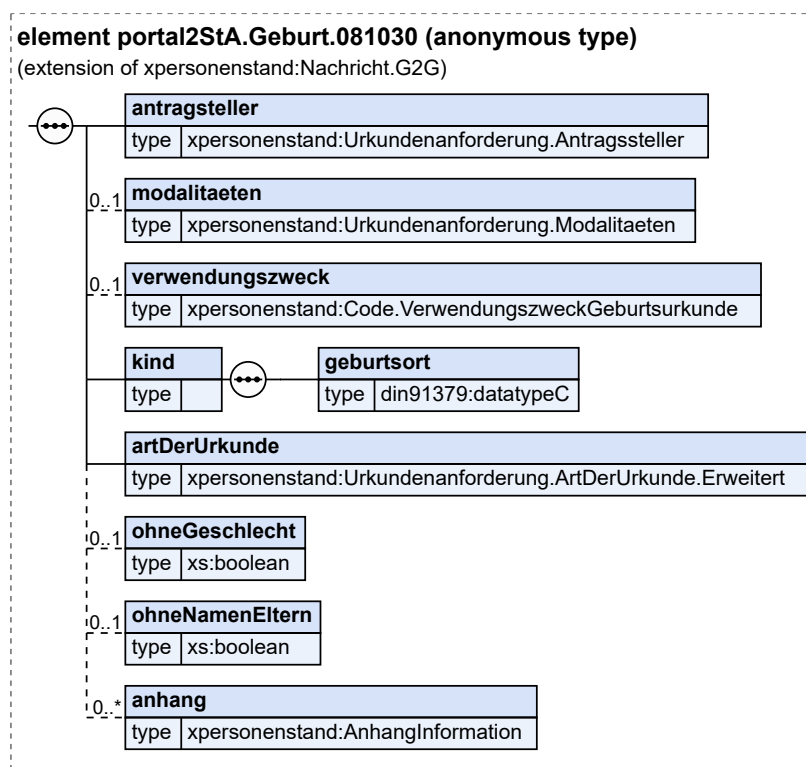 element portal2StA.Geburt.081030 (anonymous type)
(extension of xpersonenstand:Nachricht.G2G)
antragsteller
type xpersonenstand:Urkundenanforderung.Antragssteller
0..1 modalitaeten
type xpersonenstand:Urkundenanforderung.Modalitaeten
0..1 verwendungszweck
type xpersonenstand:Code.VerwendungszweckGeburtsurkunde
kind geburtsort
type type din91379:datatypeC
artDerUrkunde
type xpersonenstand:Urkundenanforderung.ArtDerUrkunde.Erweitert
0..1 ohneGeschlecht
type xs:boolean
0..1 ohneNamenEltern
type xs:boolean
0..* anhang
type xpersonenstand:AnhangInformation